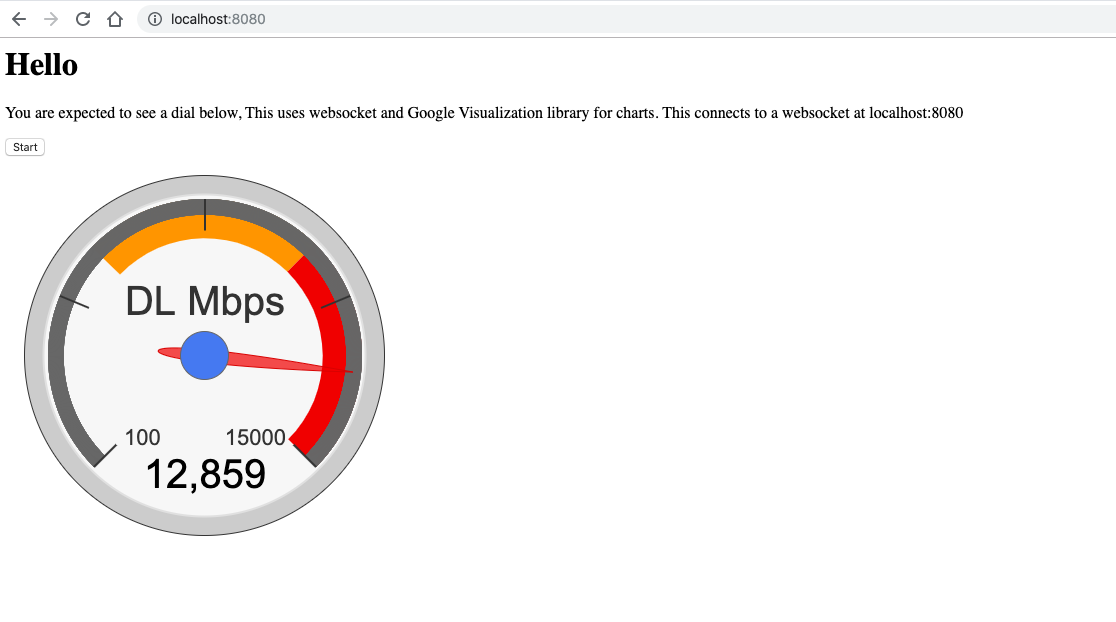 localhost:8080
Hello
You are expected to see a dial below, This uses websocket and Google Visualization library for charts. This connects to a websocket at localhost:8080
Start
DL Mbps
100 15000
12,859